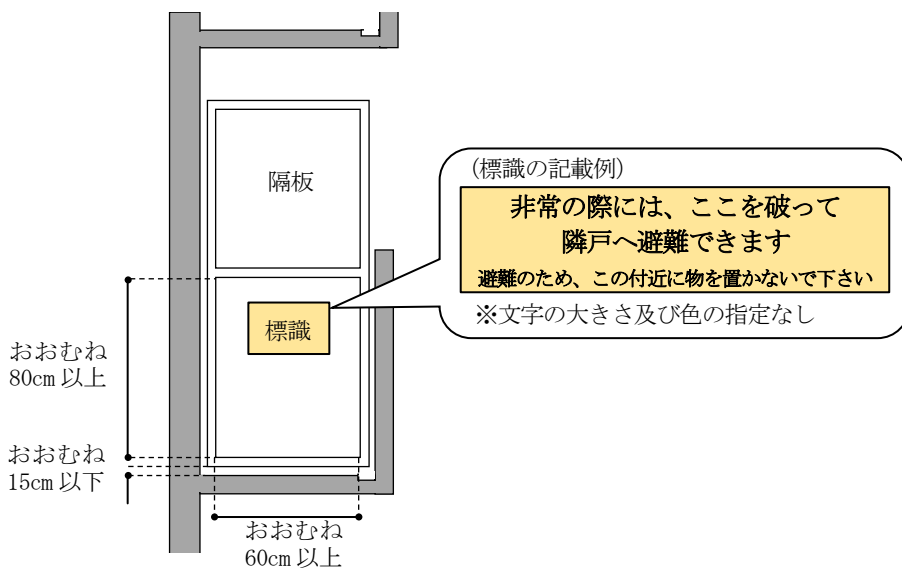 隔板
(標識の記載例)
非常の際には、ここを破って
隣戸へ避難できます
避難のため、この付近に物を置かないで下さい
※文字の大きさ及び色の指定なし
標識
おおむね
80cm 以上
おおむね
15cm 以下
おおむね
60cm 以上